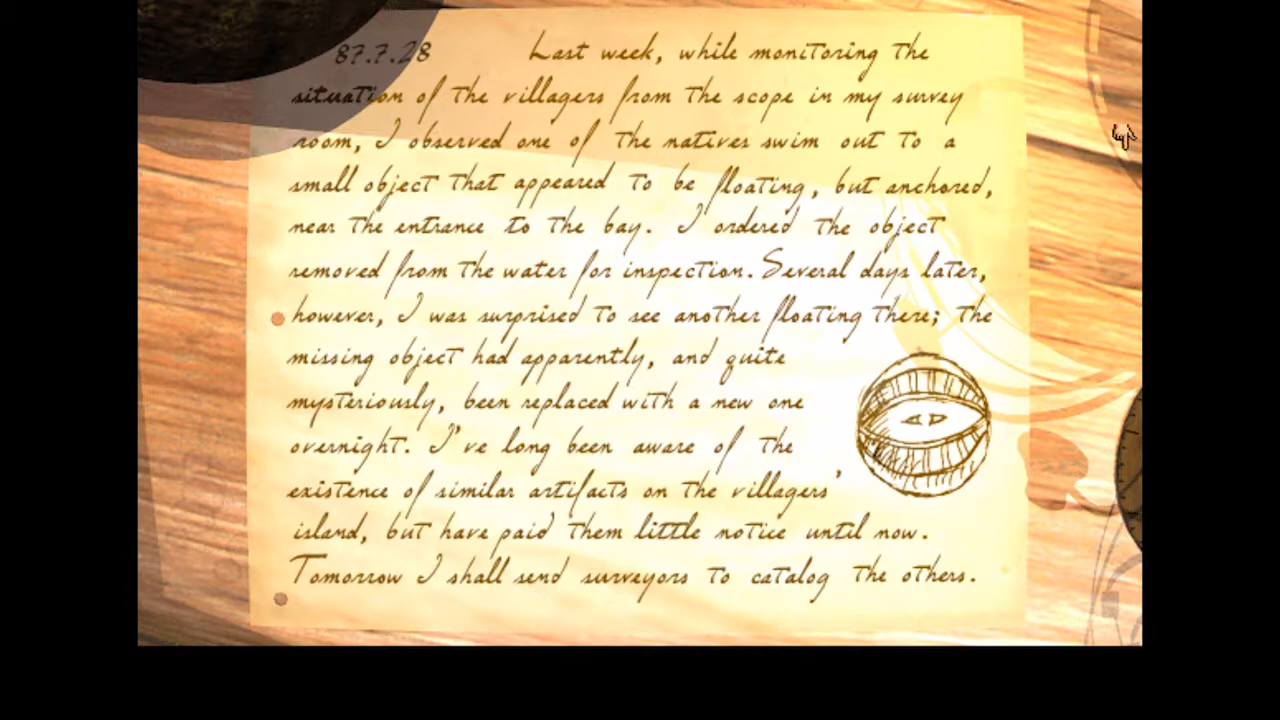 87.7.28 Last week, while monitoring the
situation of the villagers from the scope in my survey
room, I observed one of the natives swim out to a
small object that appeared to be floating, but anchored,
near the entrance to the bay. I ordered the object
removed from the water for inspection. Several days later,
however, I was surprised to see another floating there; the
missing object had apparently, and quite
mysteriously, been replaced with a new one
overnight. I've long been aware of the
existence of similar artifacts on the villagers'
island, but have paid them little notice until now.
Tomorrow I shall send surveyors to catalog the others.